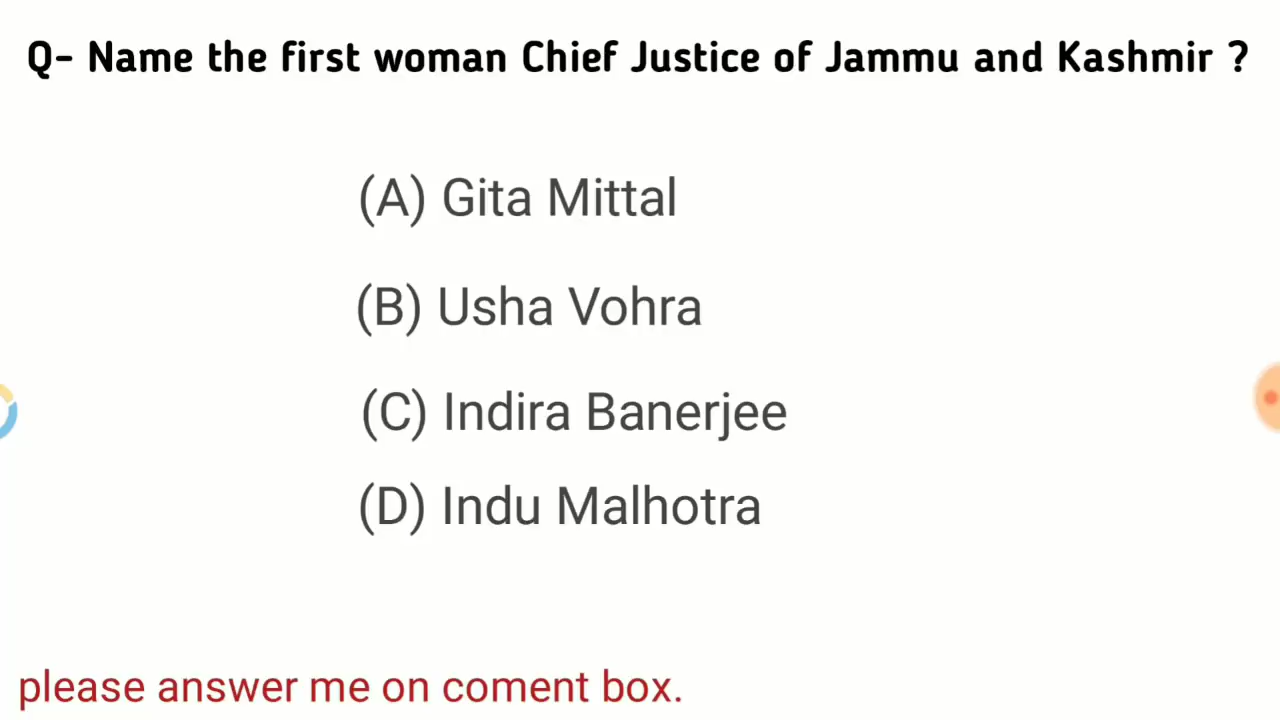 Q- Name the first woman Chief Justice of Jammu and Kashmir ?
(A) Gita Mittal
(B) Usha Vohra
(C) Indira Banerjee
(D) Indu Malhotra
please answer me on coment box.